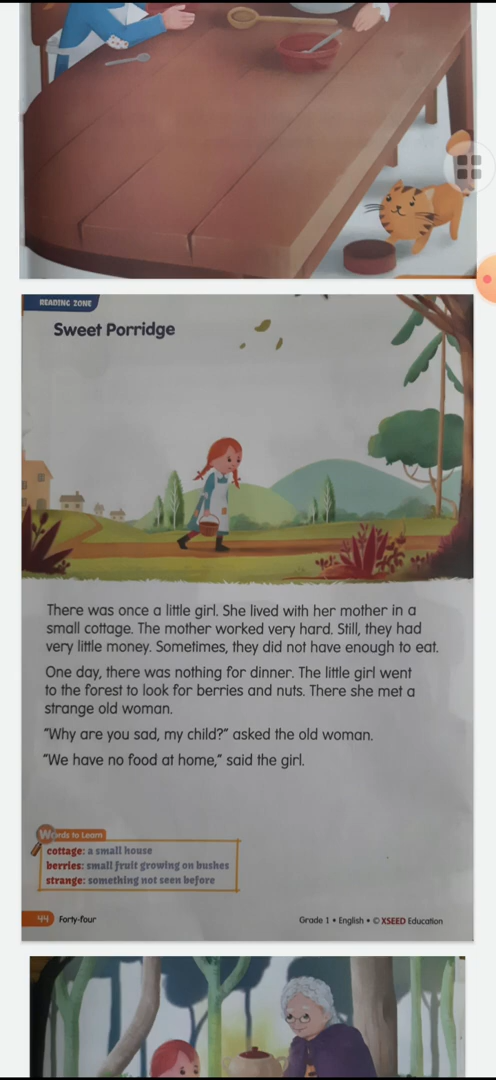 READING ZONE
Sweet Porridge
There was once a little girl. She lived with her mother in a
small cottage. The mother worked very hard. Still, they had
very little money. Sometimes, they did not have enough to eat.
One day, there was nothing for dinner. The little girl went
to the forest to look for berries and nuts. There she met a
strange old woman.
"Why are you sad, my child?" asked the old woman.
"We have no food at home," said the girl.
Words to Learn
cottage: a small house
berries: small fruit growing on bushes
strange: something not seen before
44 Forty-four
Grade 1 • English • © XSEED Education